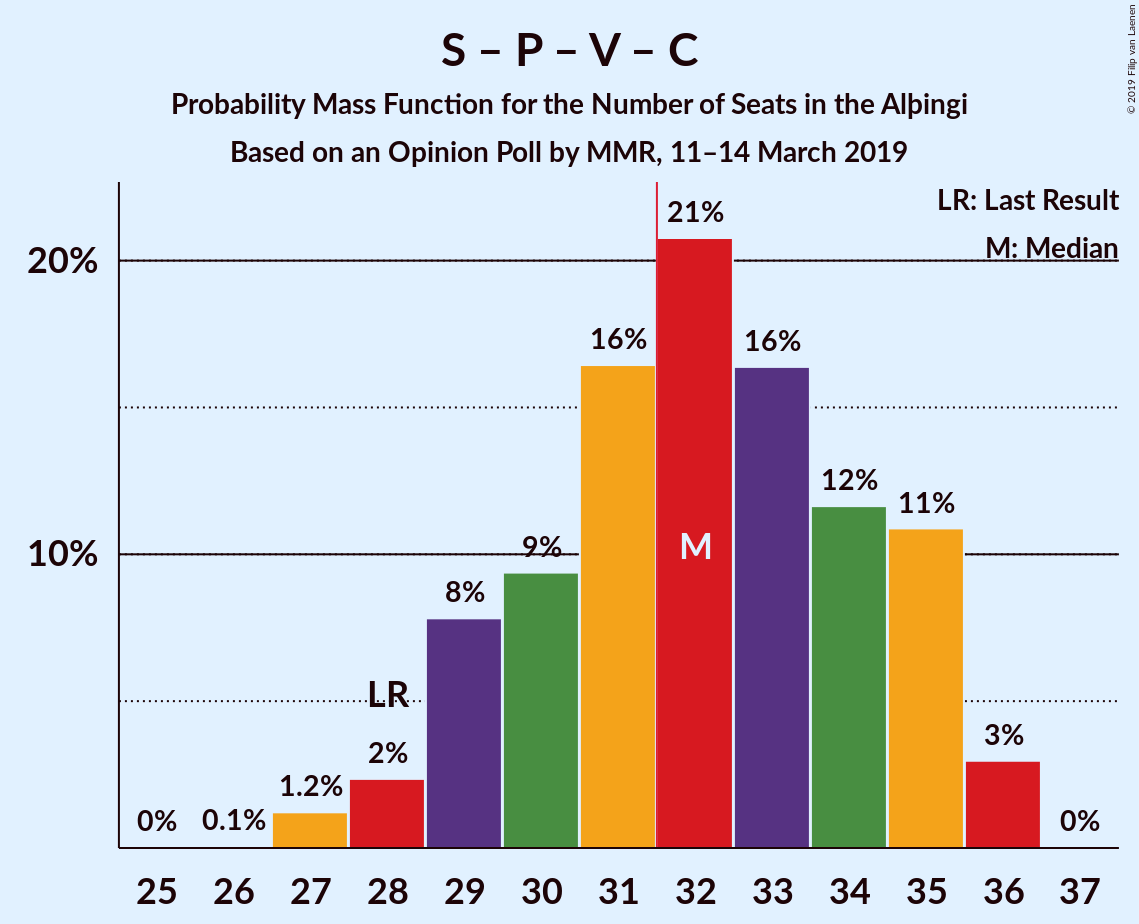 S – P – V – C
Probability Mass Function for the Number of Seats in the Alþingi
Based on an Opinion Poll by MMR, 11–14 March 2019
© 2019 Filip van Laenen
LR: Last Result
M: Median
20%
10%
0%
0.1%
1.2%
2%
LR
8%
9%
16%
21%
M
16%
12%
11%
3%
0%
25 26 27 28 29 30 31 32 33 34 35 36 37